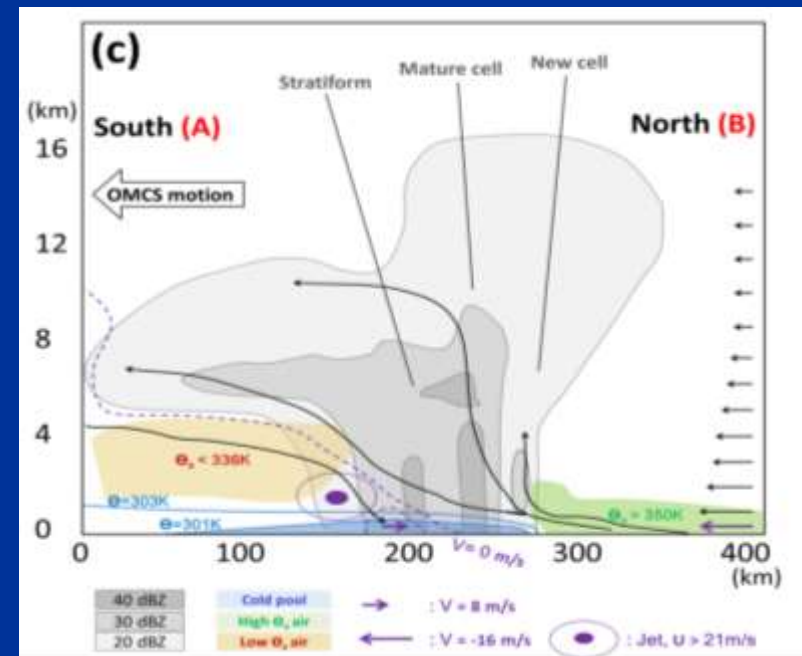 (c)
Stratiform
Mature cell
New cell
(km)
South (A)
North (B)
16
OMCS motion
12
8
4
Θe < 336K
Θ=303K
Θ=301K
Θe > 350K
0
V= 0 m/s
0 100 200 300 400
(km)
40 dBZ
30 dBZ
20 dBZ
Cold pool
High Θe air
Low Θe air
: V = 8 m/s
: V = -16 m/s
: Jet, U > 21m/s